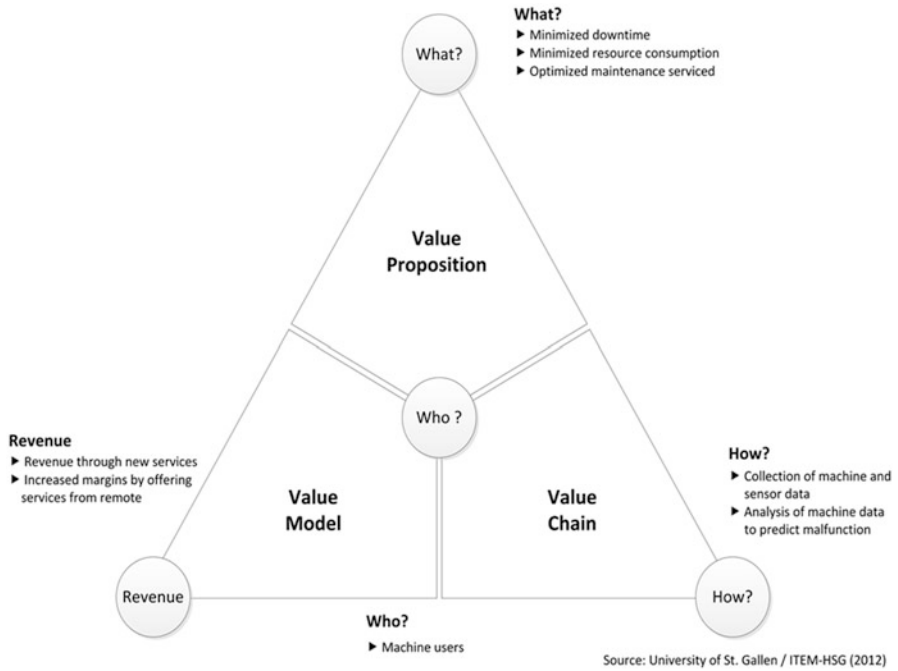 What?
▶ Minimized downtime
▶ Minimized resource consumption
▶ Optimized maintenance serviced
What?
Value
Proposition
Who ?
Revenue
▶ Revenue through new services
▶ Increased margins by offering
services from remote
How?
▶ Collection of machine and
sensor data
▶ Analysis of machine data
to predict malfunction
Value
Model
Value
Chain
Revenue
How?
Who?
▶ Machine users
Source: University of St. Gallen / ITEM-HSG (2012)